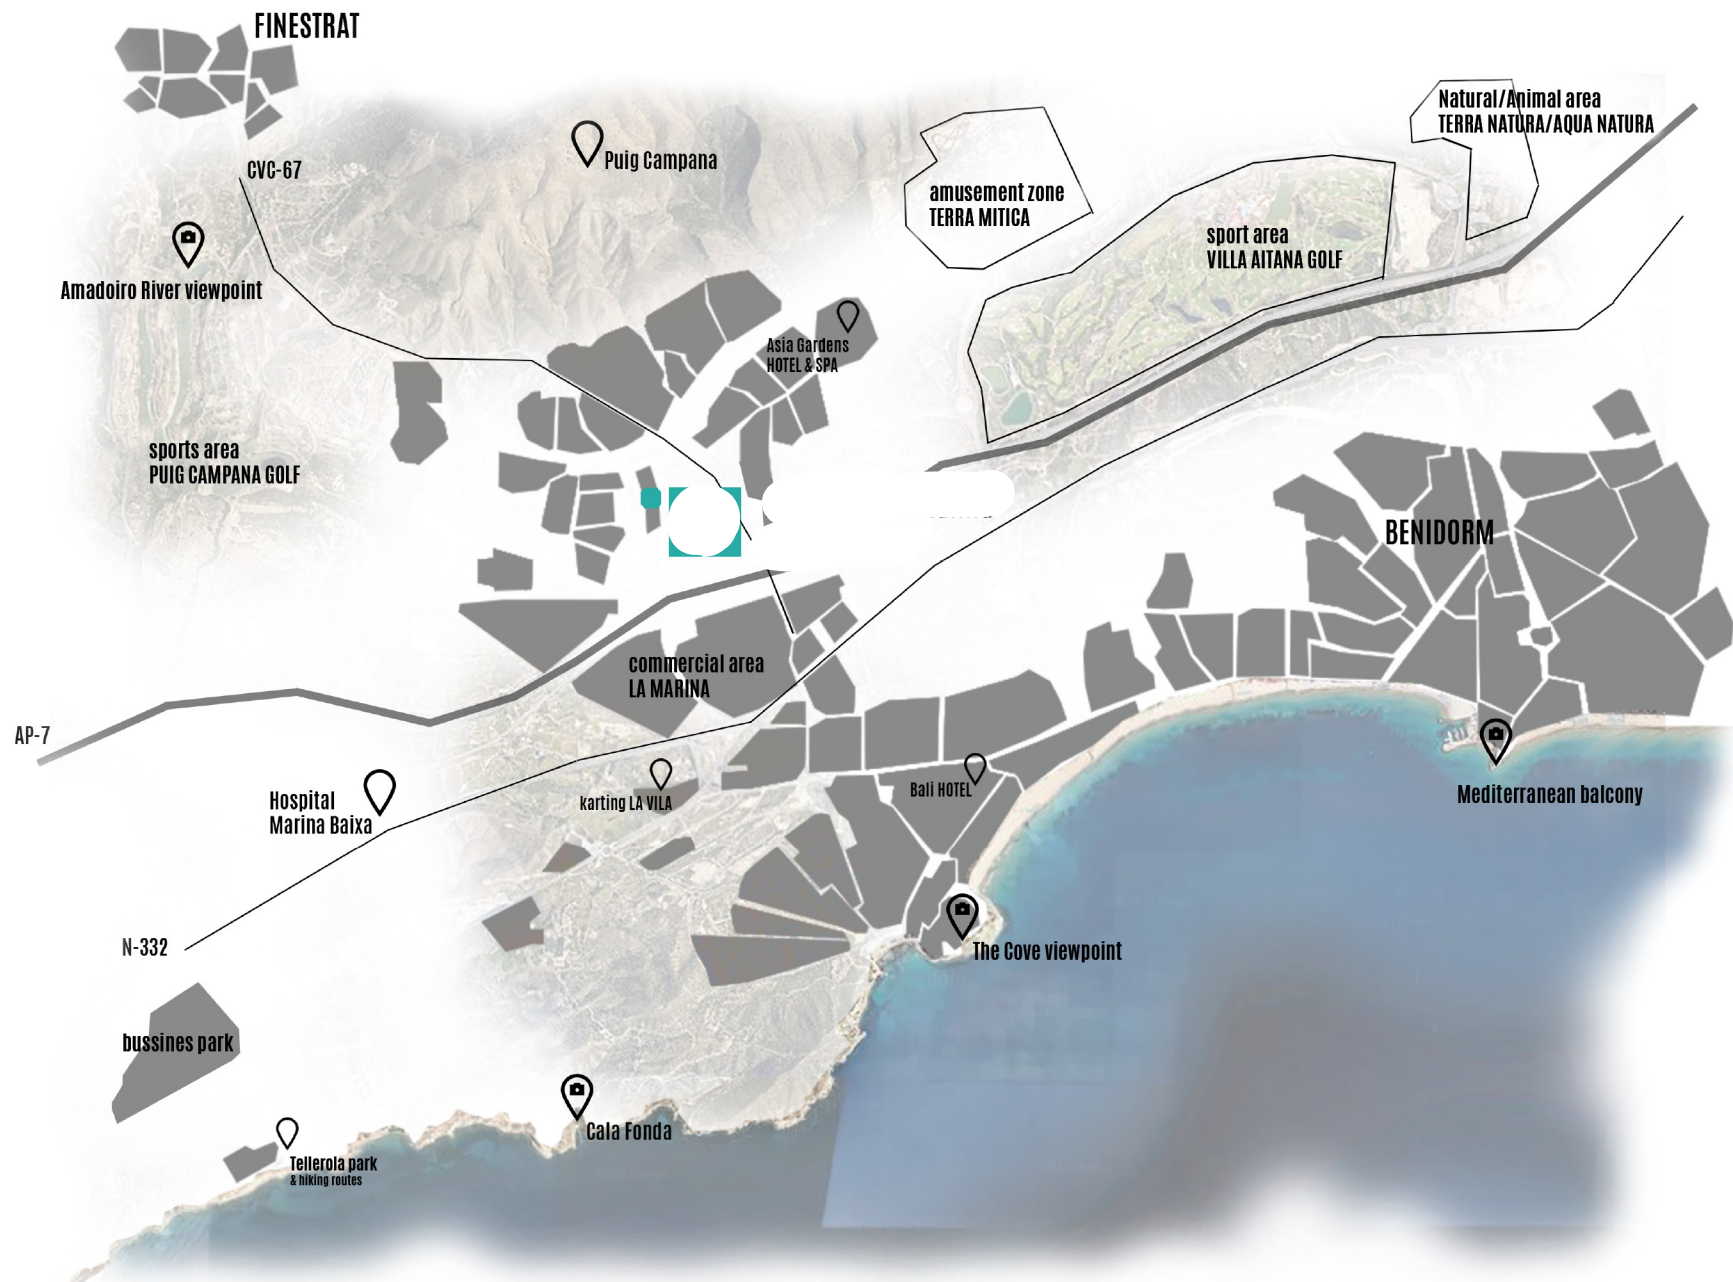 FINESTRAT
Natural/Animal area
TERRA NATURA/AQUA NATURA
Puig Campana
CVC-67
amusement zone
TERRA MITICA
sport area
VILLA AITANA GOLF
Amadoiro River viewpoint
Asia Gardens
HOTEL & SPA
sports area
PUIG CAMPANA GOLF
BENIDORM
commercial area
LA MARINA
AP-7
Bali HOTEL
Mediterranean balcony
karting LA VILA
Hospital
Marina Baixa
N-332
The Cove viewpoint
bussines park
Cala Fonda
Tellerola park
& hiking routes